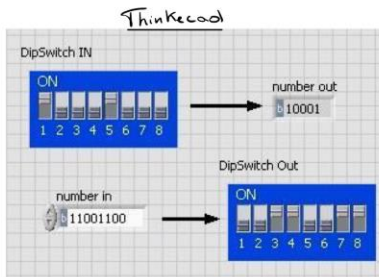 Thinkecad
DipSwitch IN
ON
1 2 3 4 5 6 7 8
number out
b 10001
DipSwitch Out
ON
1 2 3 4 5 6 7 8
number in
b 11001100